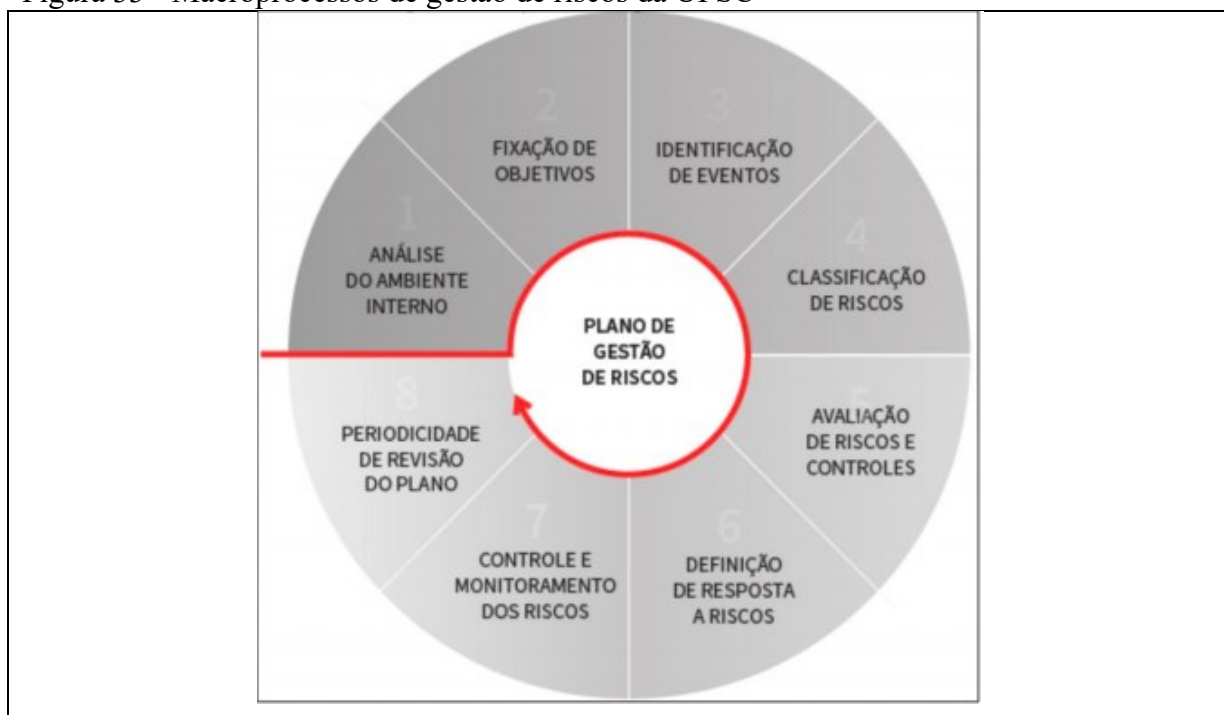 Figura 33 - Macroprocessos de gestão de riscos da UFSC
1
ANÁLISE
DO AMBIENTE
INTERNO
2
FIXAÇÃO DE
OBJETIVOS
3
IDENTIFICAÇÃO
DE EVENTOS
4
CLASSIFICAÇÃO
DE RISCOS
5
AVALIAÇÃO
DE RISCOS E
CONTROLES
6
DEFINIÇÃO
DE RESPOSTA
A RISCOS
7
CONTROLE E
MONITORAMENTO
DOS RISCOS
8
PERIODICIDADE
DE REVISÃO
DO PLANO
PLANO DE
GESTÃO
DE RISCOS